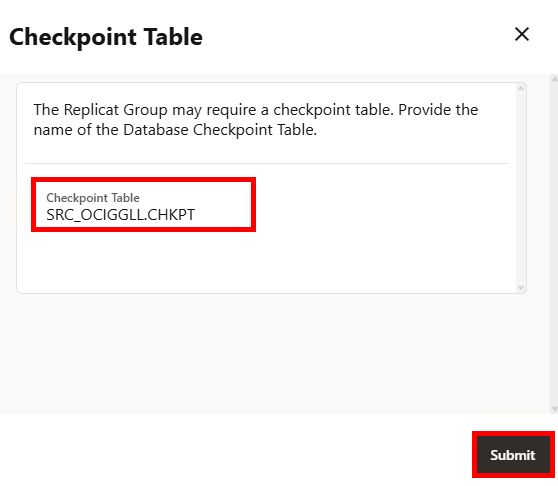 Checkpoint Table
The Replicat Group may require a checkpoint table. Provide the
name of the Database Checkpoint Table.
Checkpoint Table
SRC_OCIGGLL.CHKPT
Submit